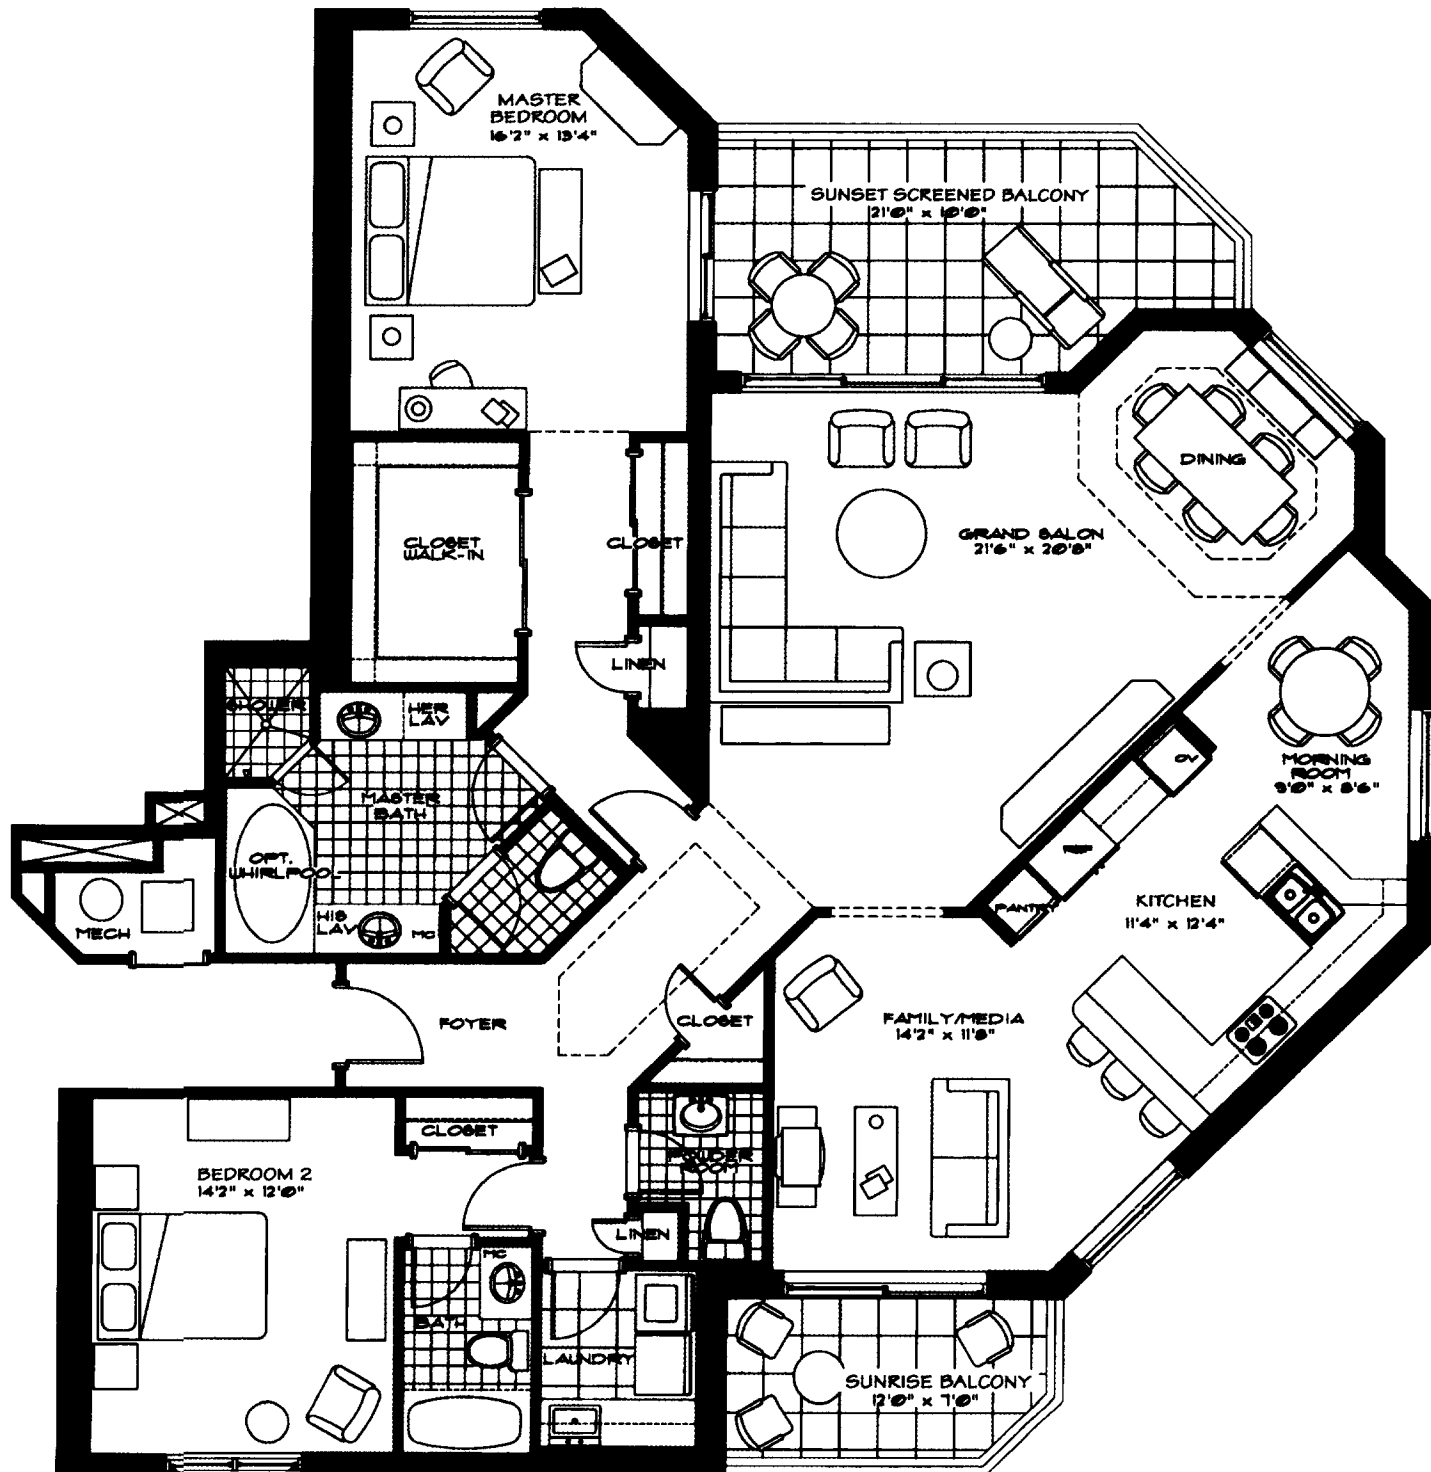 MASTER
BEDROOM
16'2" x 13'4"
SUNSET SCREENED BALCONY
21'0" x 10'0"
DINING
GRAND SALON
21'6" x 20'8"
CLOSET
WALK-IN
CLOSET
LINEN
SHOWER
HER
LAV
MASTER
BATH
OPT.
WHIRLPOOL
HIS
LAV
MC
MECH
OV
REF
PANTRY
MORNING
ROOM
9'0" x 8'6"
KITCHEN
11'4" x 12'4"
FOYER
CLOSET
FAMILY/MEDIA
14'2" x 11'8"
CLOSET
BEDROOM 2
14'2" x 12'0"
POWDER
ROOM
LINEN
MC
BATH
LAUNDRY
SUNRISE BALCONY
12'0" x 7'0"